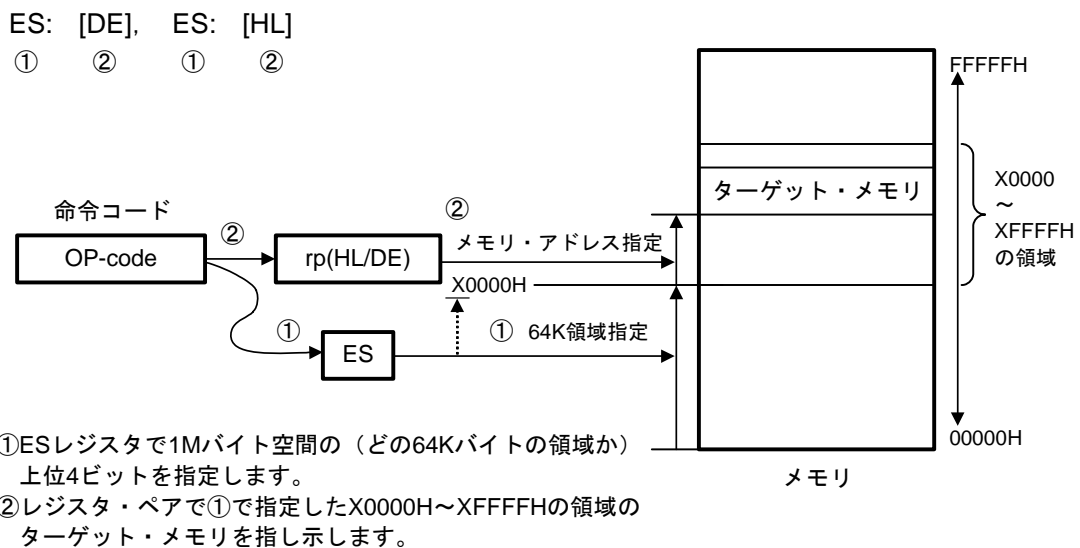 ES: [DE], ES: [HL]
① ② ① ②
FFFFFH
ターゲット・メモリ
X0000
～
XFFFFH
の領域
命令コード
②
②
OP-code
rp(HL/DE)
メモリ・アドレス指定
X0000H
①
① 64K領域指定
ES
00000H
メモリ
①ESレジスタで1Mバイト空間の（どの64Kバイトの領域か）
上位4ビットを指定します。
②レジスタ・ペアで①で指定したX0000H～XFFFFHの領域の
ターゲット・メモリを指し示します。